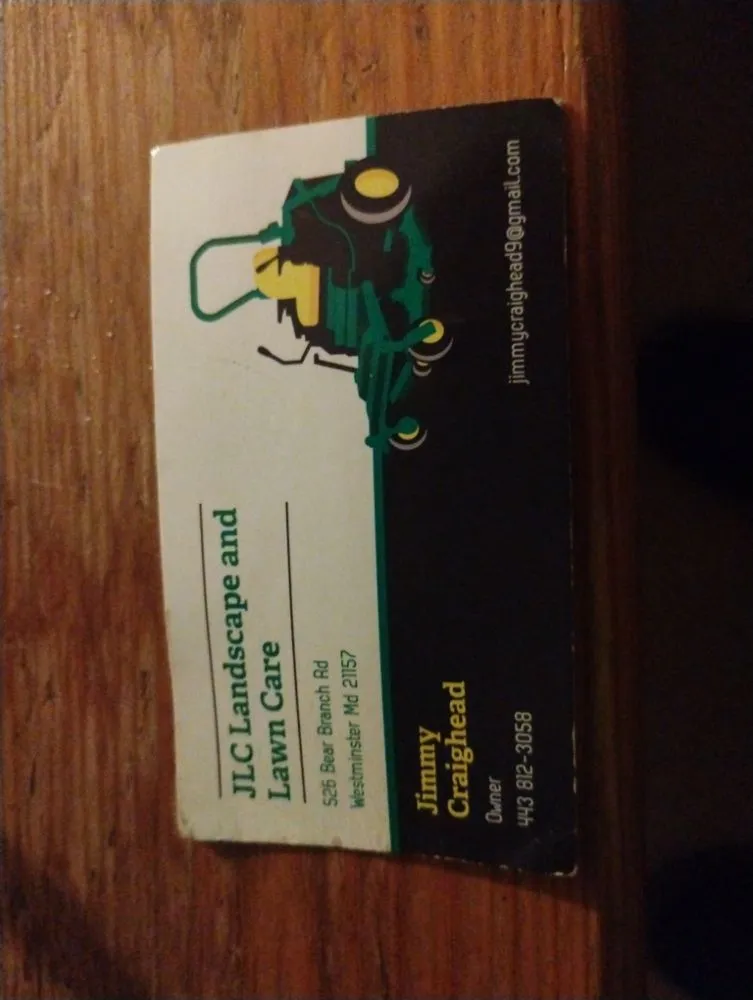 JLC Landscape and
Lawn Care
526 Bear Branch Rd
Westminster Md 21157
Jimmy
Craighead
Owner
443 812-3058
jimmycraighead9@gmail.com